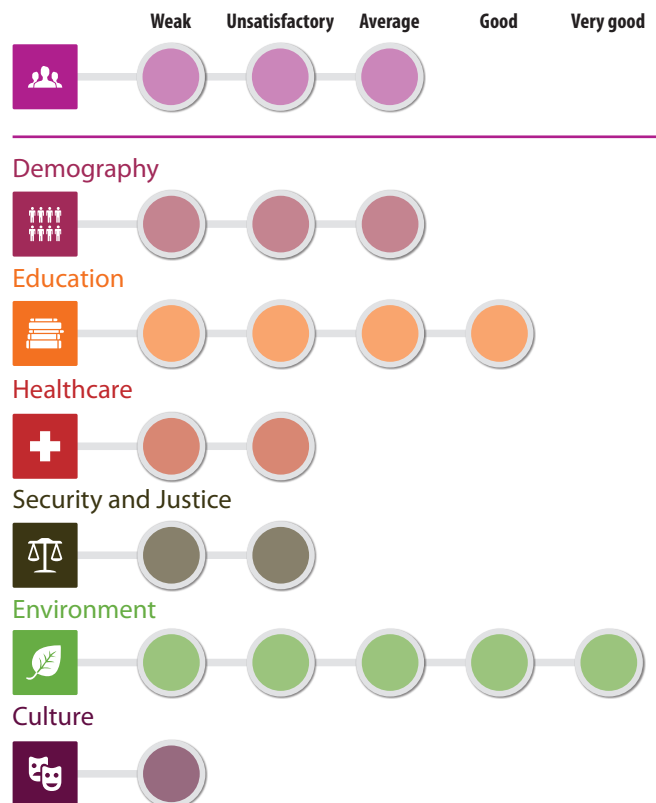 Weak Unsatisfactory Average Good Very good
Demography
Education
Healthcare
Security and Justice
Environment
Culture